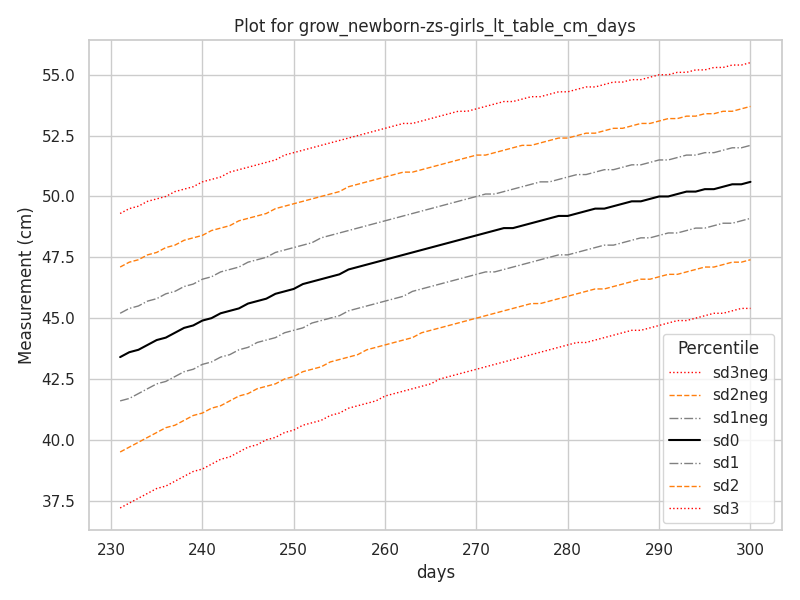 Plot for grow_newborn-zs-girls_lt_table_cm_days
Measurement (cm)
55.0
52.5
50.0
47.5
45.0
42.5
40.0
37.5
230 240 250 260 270 280 290 300
days
Percentile
sd3neg
sd2neg
sd1neg
sd0
sd1
sd2
sd3